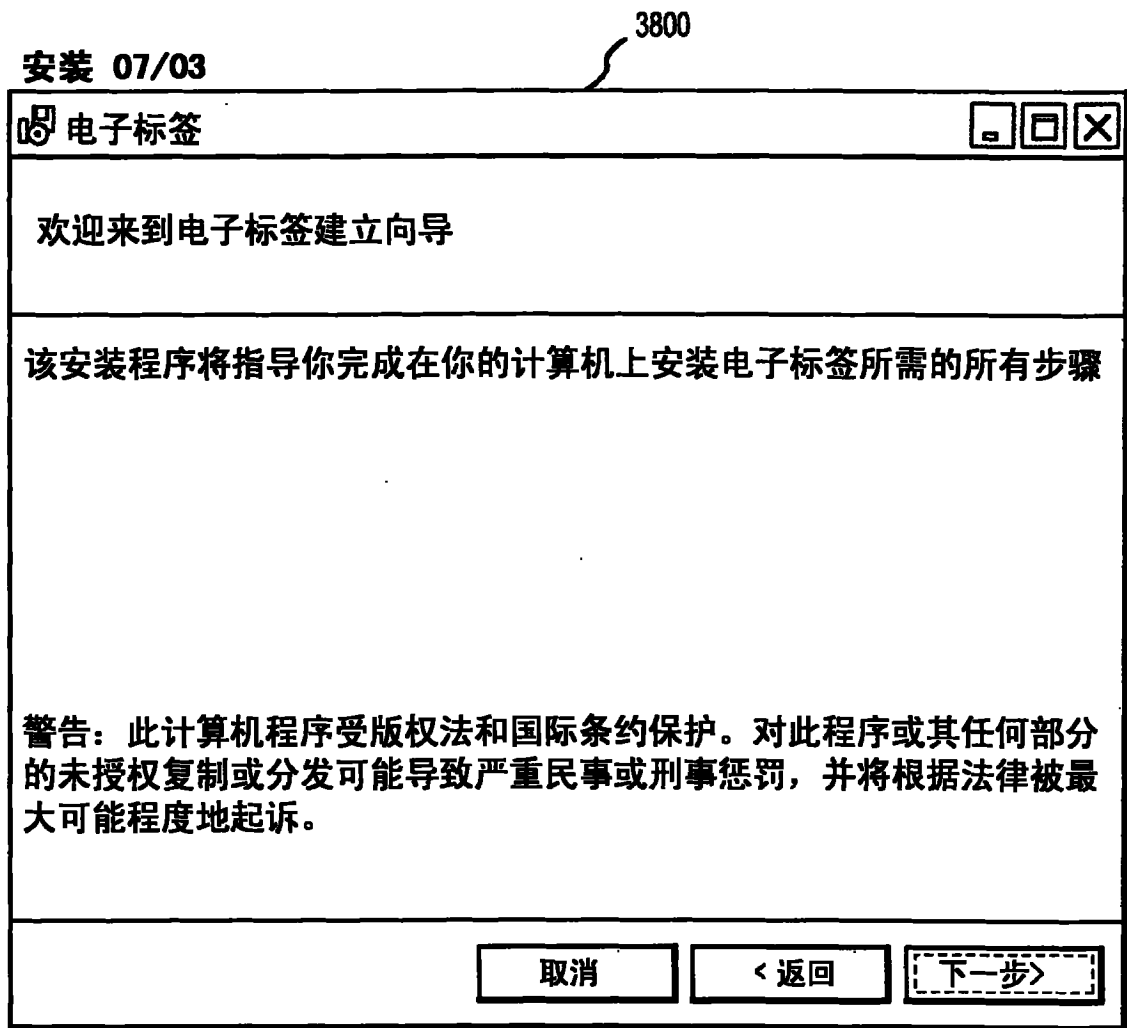 3800
安装 07/03
电子标签
欢迎来到电子标签建立向导
该安装程序将指导你完成在你的计算机上安装电子标签所需的所有步骤
警告：此计算机程序受版权法和国际条约保护。对此程序或其任何部分
的未授权复制或分发可能导致严重民事或刑事惩罚，并将根据法律被最
大可能程度地起诉。
取消 <返回 下一步>